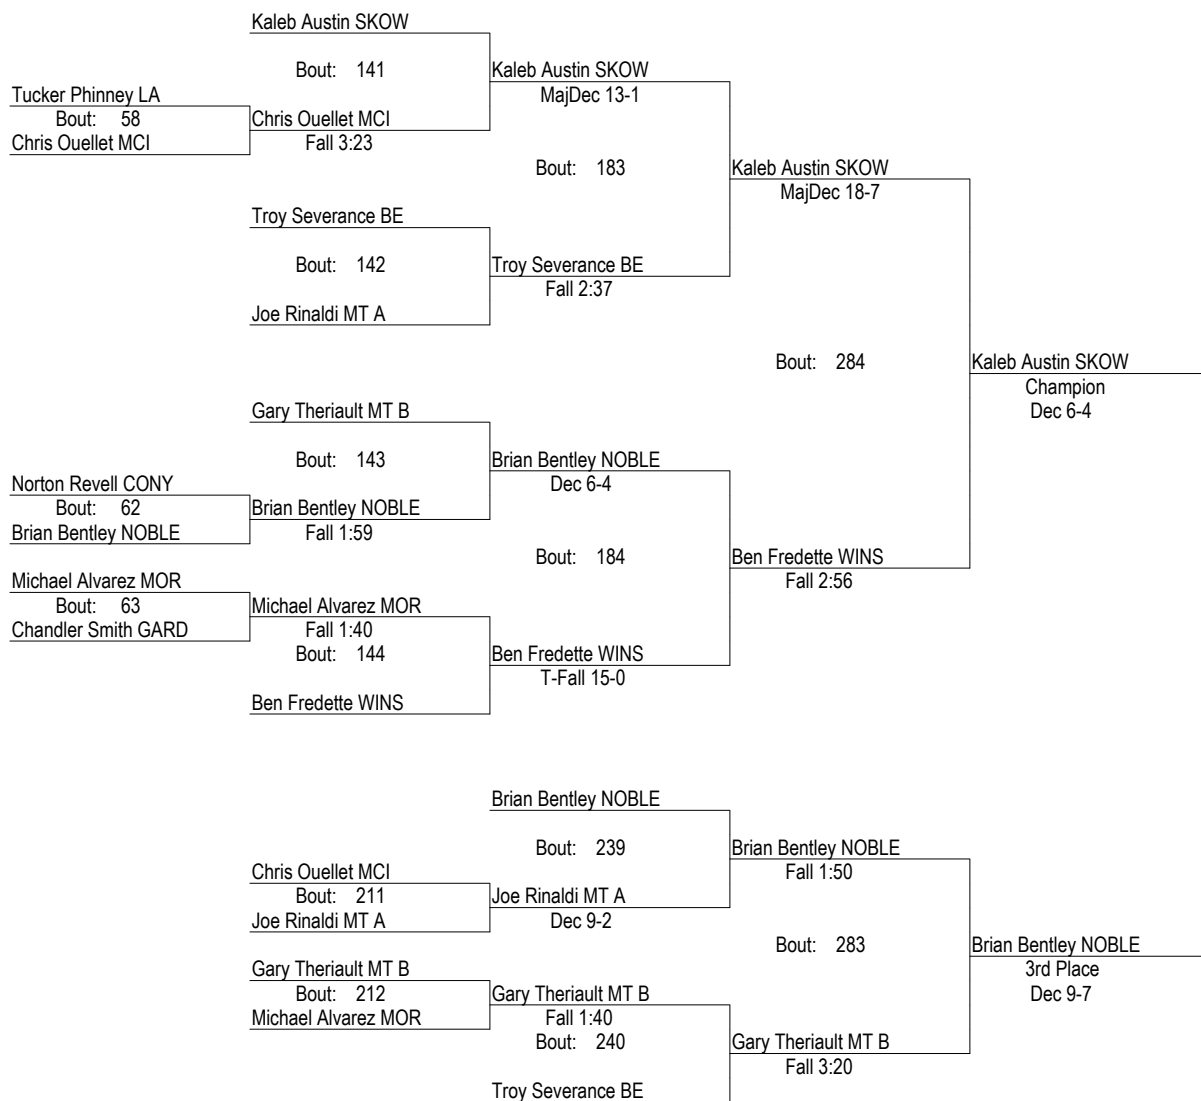 Kaleb Austin SKOW
Bout: 141
Kaleb Austin SKOW
MajDec 13-1
Tucker Phinney LA
Bout: 58
Chris Ouellet MCI
Chris Ouellet MCI
Fall 3:23
Bout: 183
Kaleb Austin SKOW
MajDec 18-7
Troy Severance BE
Bout: 142
Troy Severance BE
Fall 2:37
Joe Rinaldi MT A
Bout: 284
Kaleb Austin SKOW
Champion
Dec 6-4
Gary Theriault MT B
Bout: 143
Brian Bentley NOBLE
Dec 6-4
Norton Revell CONY
Bout: 62
Brian Bentley NOBLE
Brian Bentley NOBLE
Fall 1:59
Bout: 184
Ben Fredette WINS
Fall 2:56
Michael Alvarez MOR
Bout: 63
Chandler Smith GARD
Michael Alvarez MOR
Fall 1:40
Bout: 144
Ben Fredette WINS
T-Fall 15-0
Ben Fredette WINS
Brian Bentley NOBLE
Bout: 239
Brian Bentley NOBLE
Fall 1:50
Chris Ouellet MCI
Bout: 211
Joe Rinaldi MT A
Joe Rinaldi MT A
Dec 9-2
Bout: 283
Brian Bentley NOBLE
3rd Place
Dec 9-7
Gary Theriault MT B
Bout: 212
Michael Alvarez MOR
Gary Theriault MT B
Fall 1:40
Bout: 240
Gary Theriault MT B
Fall 3:20
Troy Severance BE